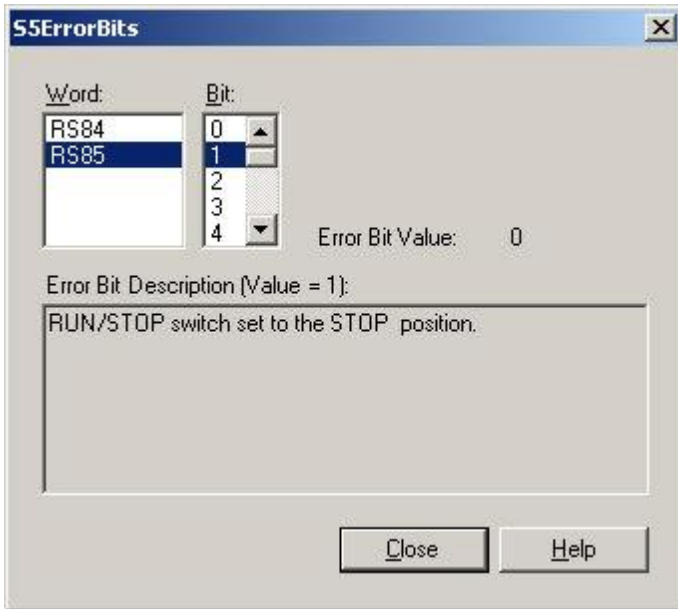 S5ErrorBits
Word: Bit:
RS84
RS85
0
1
2
3
4
Error Bit Value: 0
Error Bit Description (Value = 1):
RUN/STOP switch set to the STOP position.
Close Help